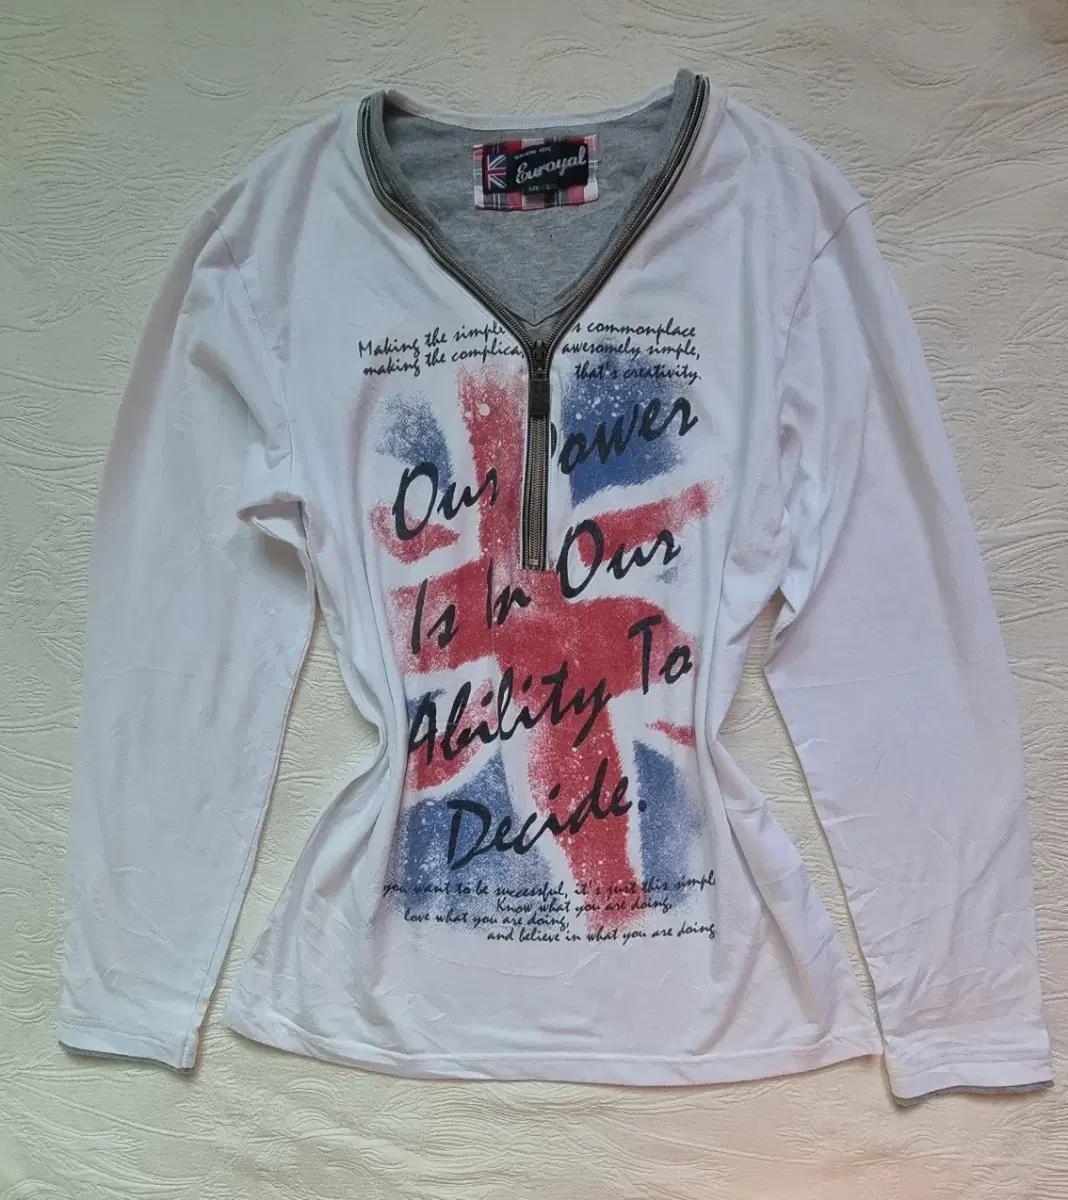 Euroyal
Making the simple s commonplace
making the complica awesomely simple,
that's creativity.
Our Power
Is In Our
Ability To
Decide.
you want to be successful, it's just this simpl
Know what you are doing,
love what you are doing,
and believe in what you are doing